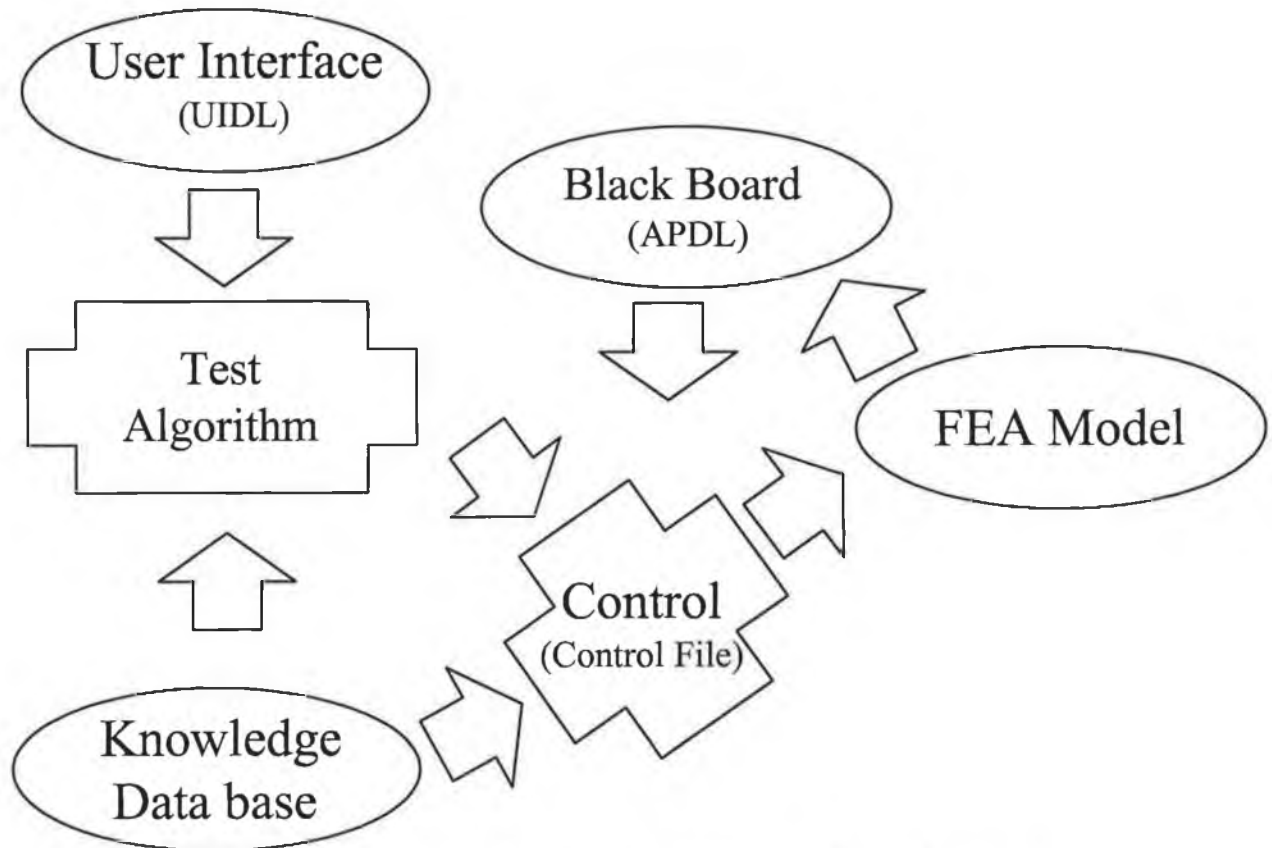 User Interface
(UIDL)
Black Board
(APDL)
Test
Algorithm
FEA Model
Control
(Control File)
Knowledge
Data base